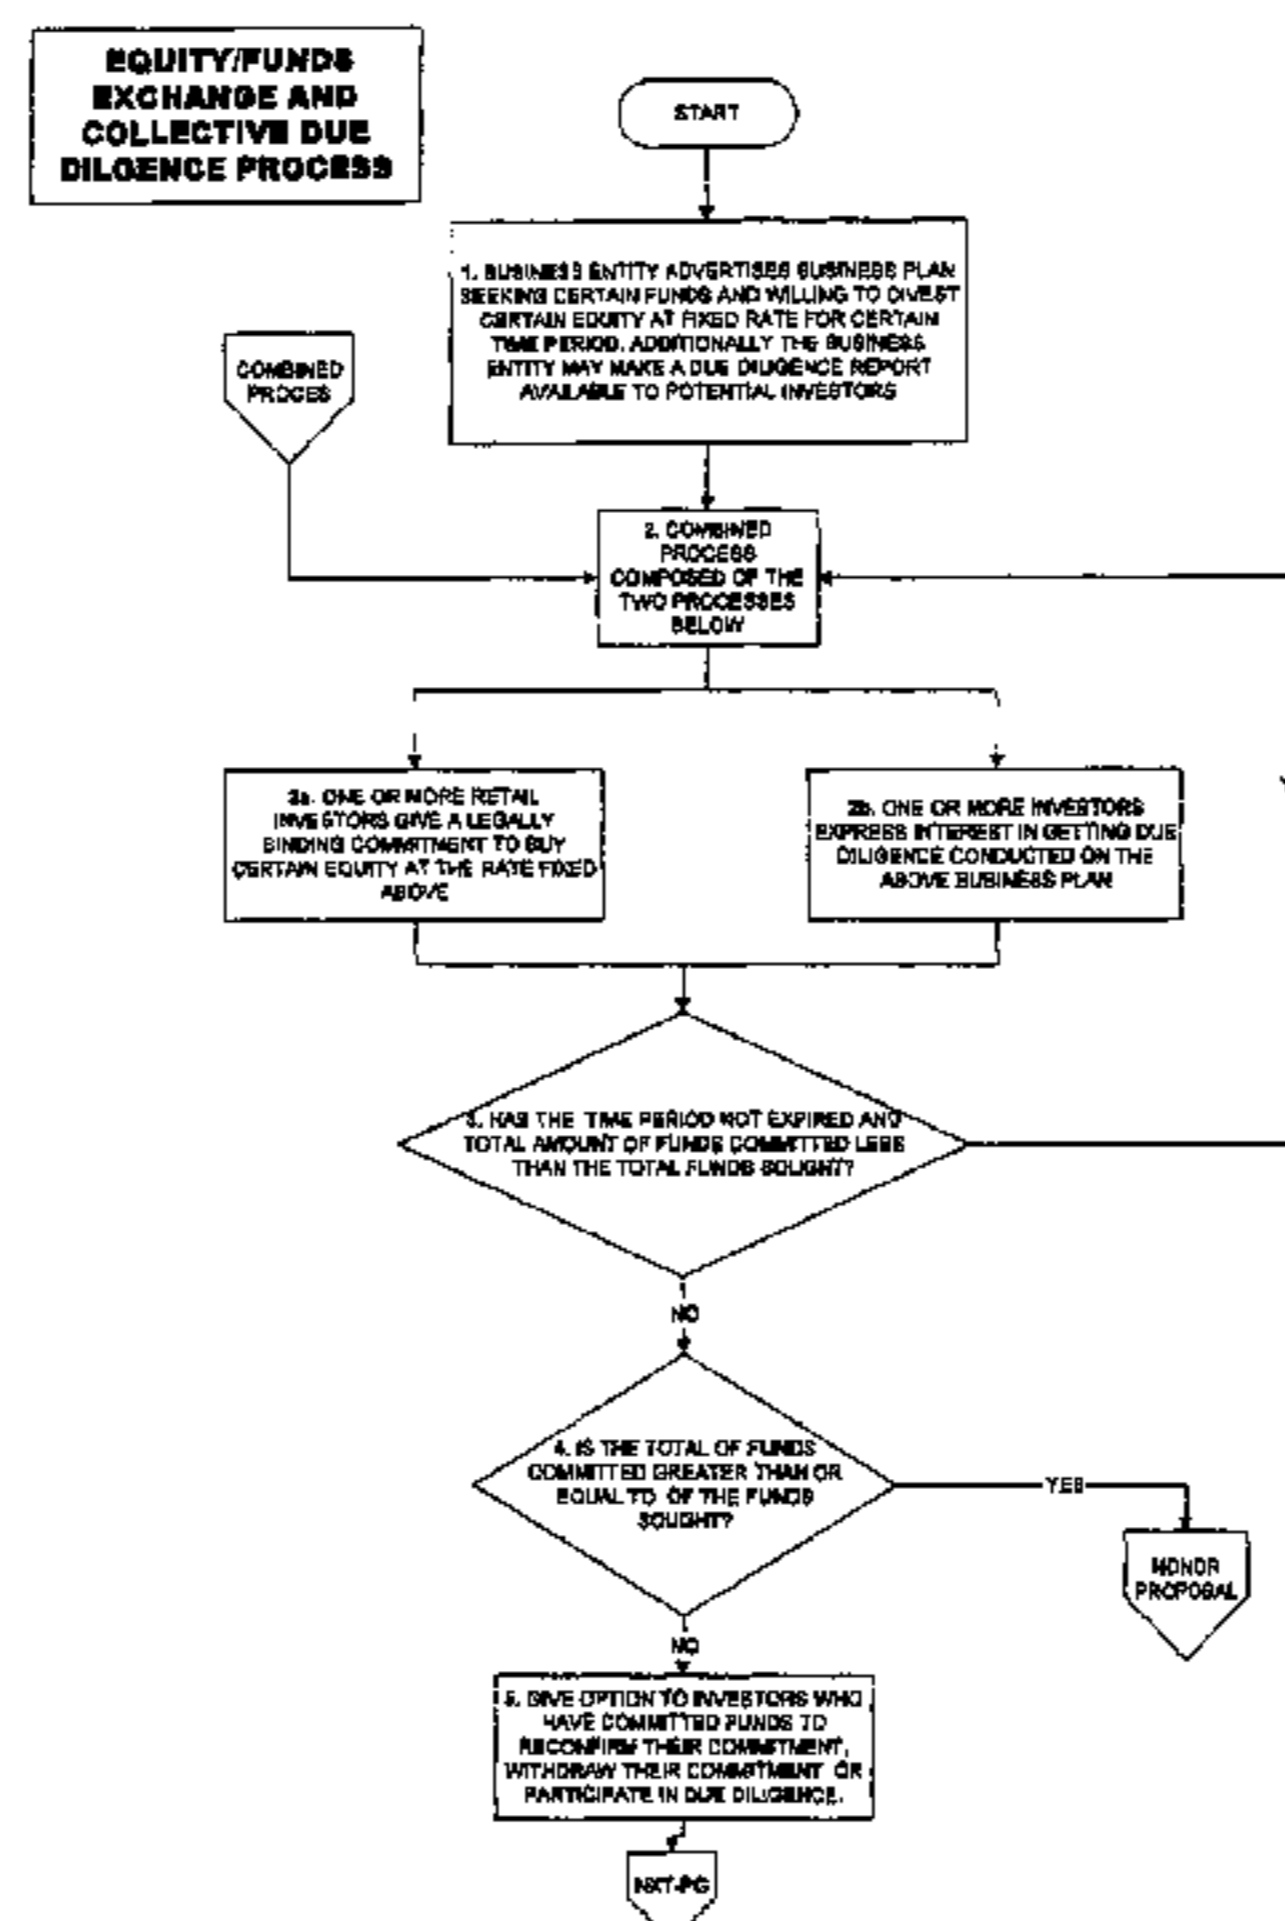 EQUITY/FUNDS
EXCHANGE AND
COLLECTIVE DUE
DILGENCE PROCESS
START
1. BUSINESS ENTITY ADVERTISES BUSINESS PLAN
SEEKING CERTAIN FUNDS AND WILLING TO DIVEST
CERTAIN EQUITY AT FIXED RATE FOR CERTAIN
TIME PERIOD. ADDITIONALLY THE BUSINESS
ENTITY MAY MAKE A DUE DILIGENCE REPORT
AVAILABLE TO POTENTIAL INVESTORS
COMBINED
PROCES
2. COMBINED
PROCESS
COMPOSED OF THE
TWO PROCESSES
BELOW
2a. ONE OR MORE RETAIL
INVESTORS GIVE A LEGALLY
BINDING COMMITMENT TO BUY
CERTAIN EQUITY AT THE RATE FIXED
ABOVE
2b. ONE OR MORE INVESTORS
EXPRESS INTEREST IN GETTING DUE
DILIGENCE CONDUCTED ON THE
ABOVE BUSINESS PLAN
3. HAS THE TIME PERIOD NOT EXPIRED AND
TOTAL AMOUNT OF FUNDS COMMITTED LESS
THAN THE TOTAL FUNDS SOUGHT?
NO
4. IS THE TOTAL OF FUNDS
COMMITTED GREATER THAN OR
EQUAL TO OF THE FUNDS
SOUGHT?
YES
HONOR
PROPOSAL
NO
5. GIVE OPTION TO INVESTORS WHO
HAVE COMMITTED FUNDS TO
RECONFIRM THEIR COMMITMENT,
WITHDRAW THEIR COMMITMENT OR
PARTICIPATE IN DUE DILIGENCE.
NXT-PG